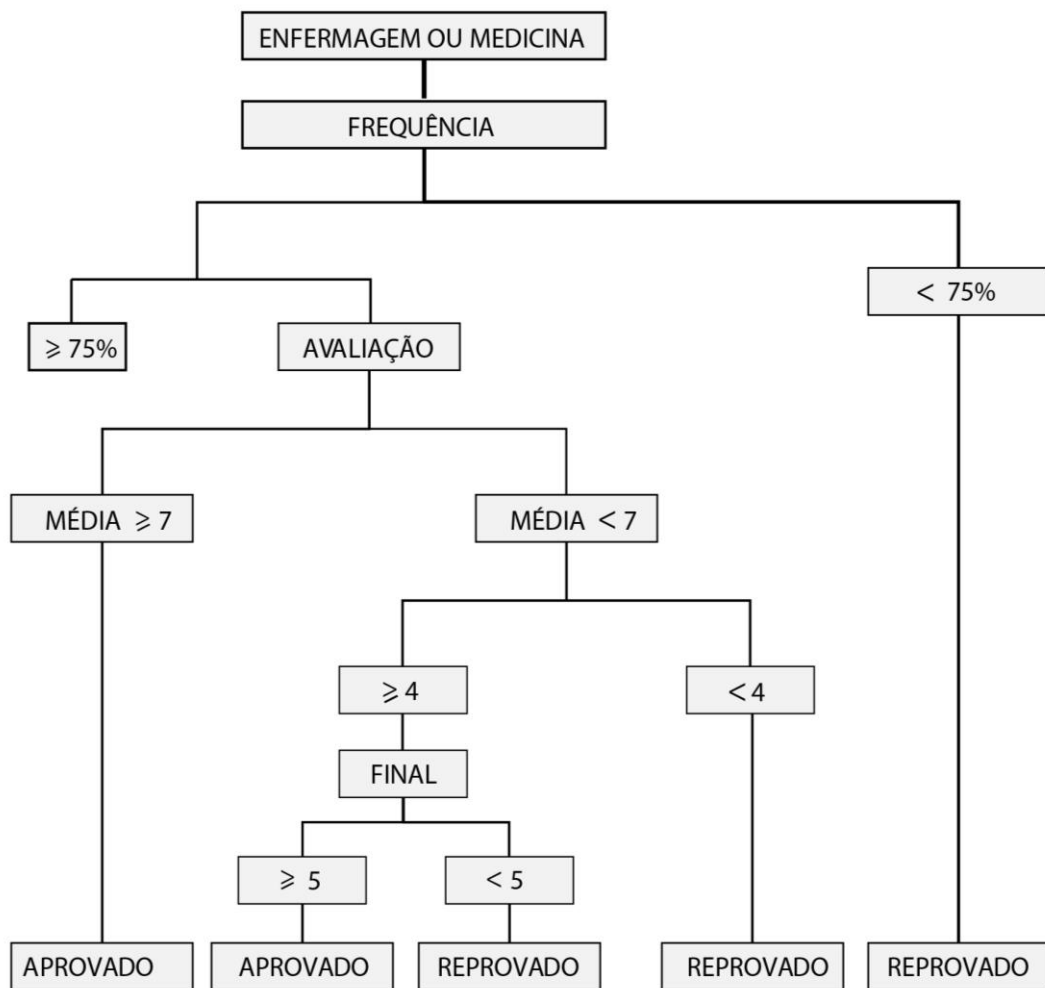 ENFERMAGEM OU MEDICINA
FREQUÊNCIA
< 75%
⩾ 75%
AVALIAÇÃO
MÉDIA ⩾ 7
MÉDIA < 7
⩾ 4
< 4
FINAL
⩾ 5
< 5
APROVADO
APROVADO
REPROVADO
REPROVADO
REPROVADO